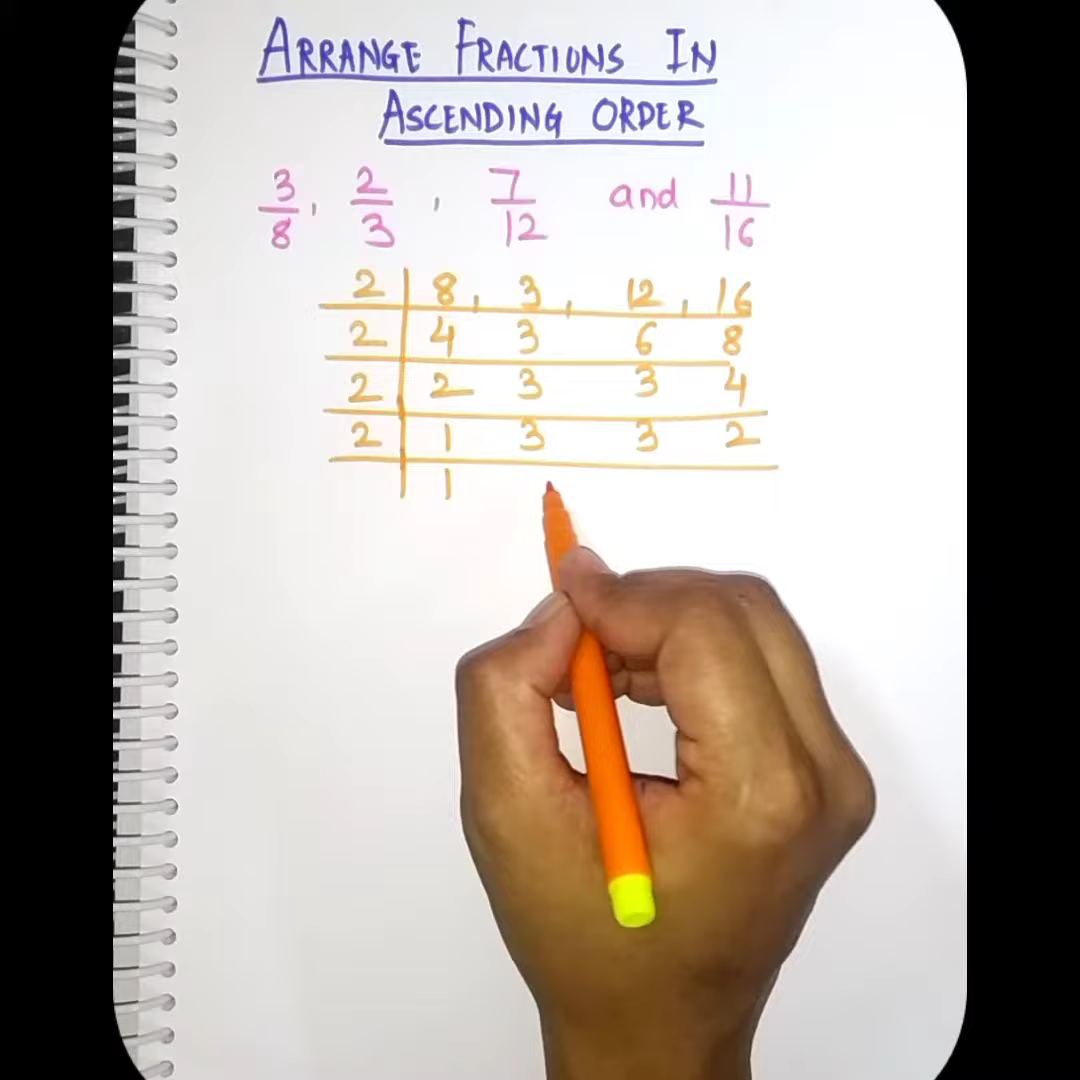 ARRANGE FRACTIONS IN
ASCENDING ORDER
3/8, 2/3, 7/12 and 11/16
2 | 8, 3, 12, 16
2 | 4 3 6 8
2 | 2 3 3 4
2 | 1 3 3 2
| 1